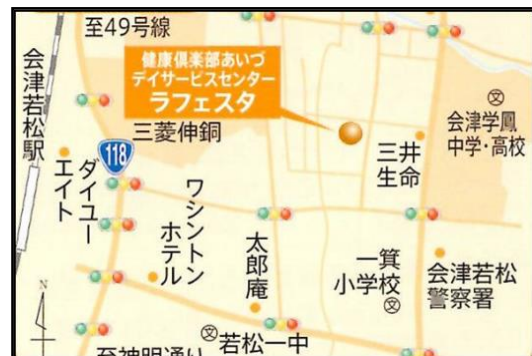 至49号線
健康倶楽部あいづ
デイサービスセンター
ラフェスタ
会津若松駅
118
三菱伸銅
三井
生命
文
会津学鳳
中学・高校
ダイユー
エイト
ワシントン
ホテル
太郎庵
一箕
小学校
文
会津若松
警察署
N
文
若松一中
至神明通り